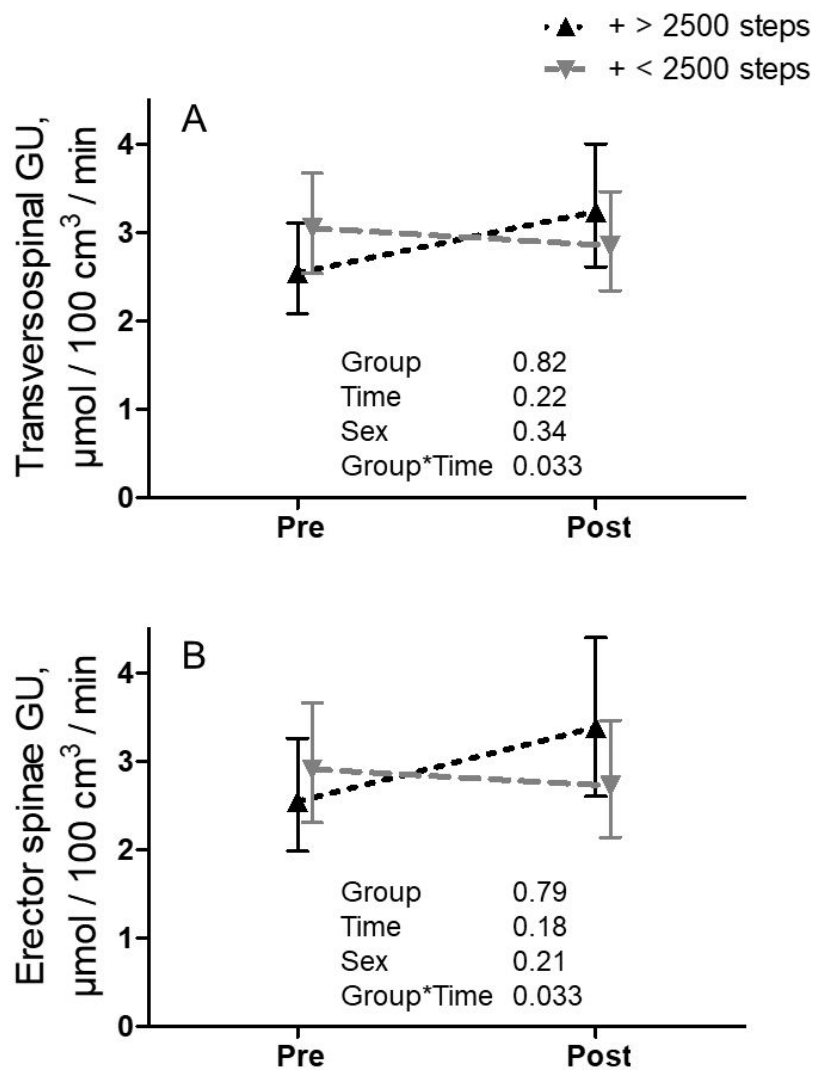 + > 2500 steps
+ < 2500 steps
A
Transversospinal GU,
µmol / 100 cm³ / min
4
3
2
1
0
Group 0.82
Time 0.22
Sex 0.34
Group*Time 0.033
Pre Post
B
Erector spinae GU,
µmol / 100 cm³ / min
4
3
2
1
0
Group 0.79
Time 0.18
Sex 0.21
Group*Time 0.033
Pre Post